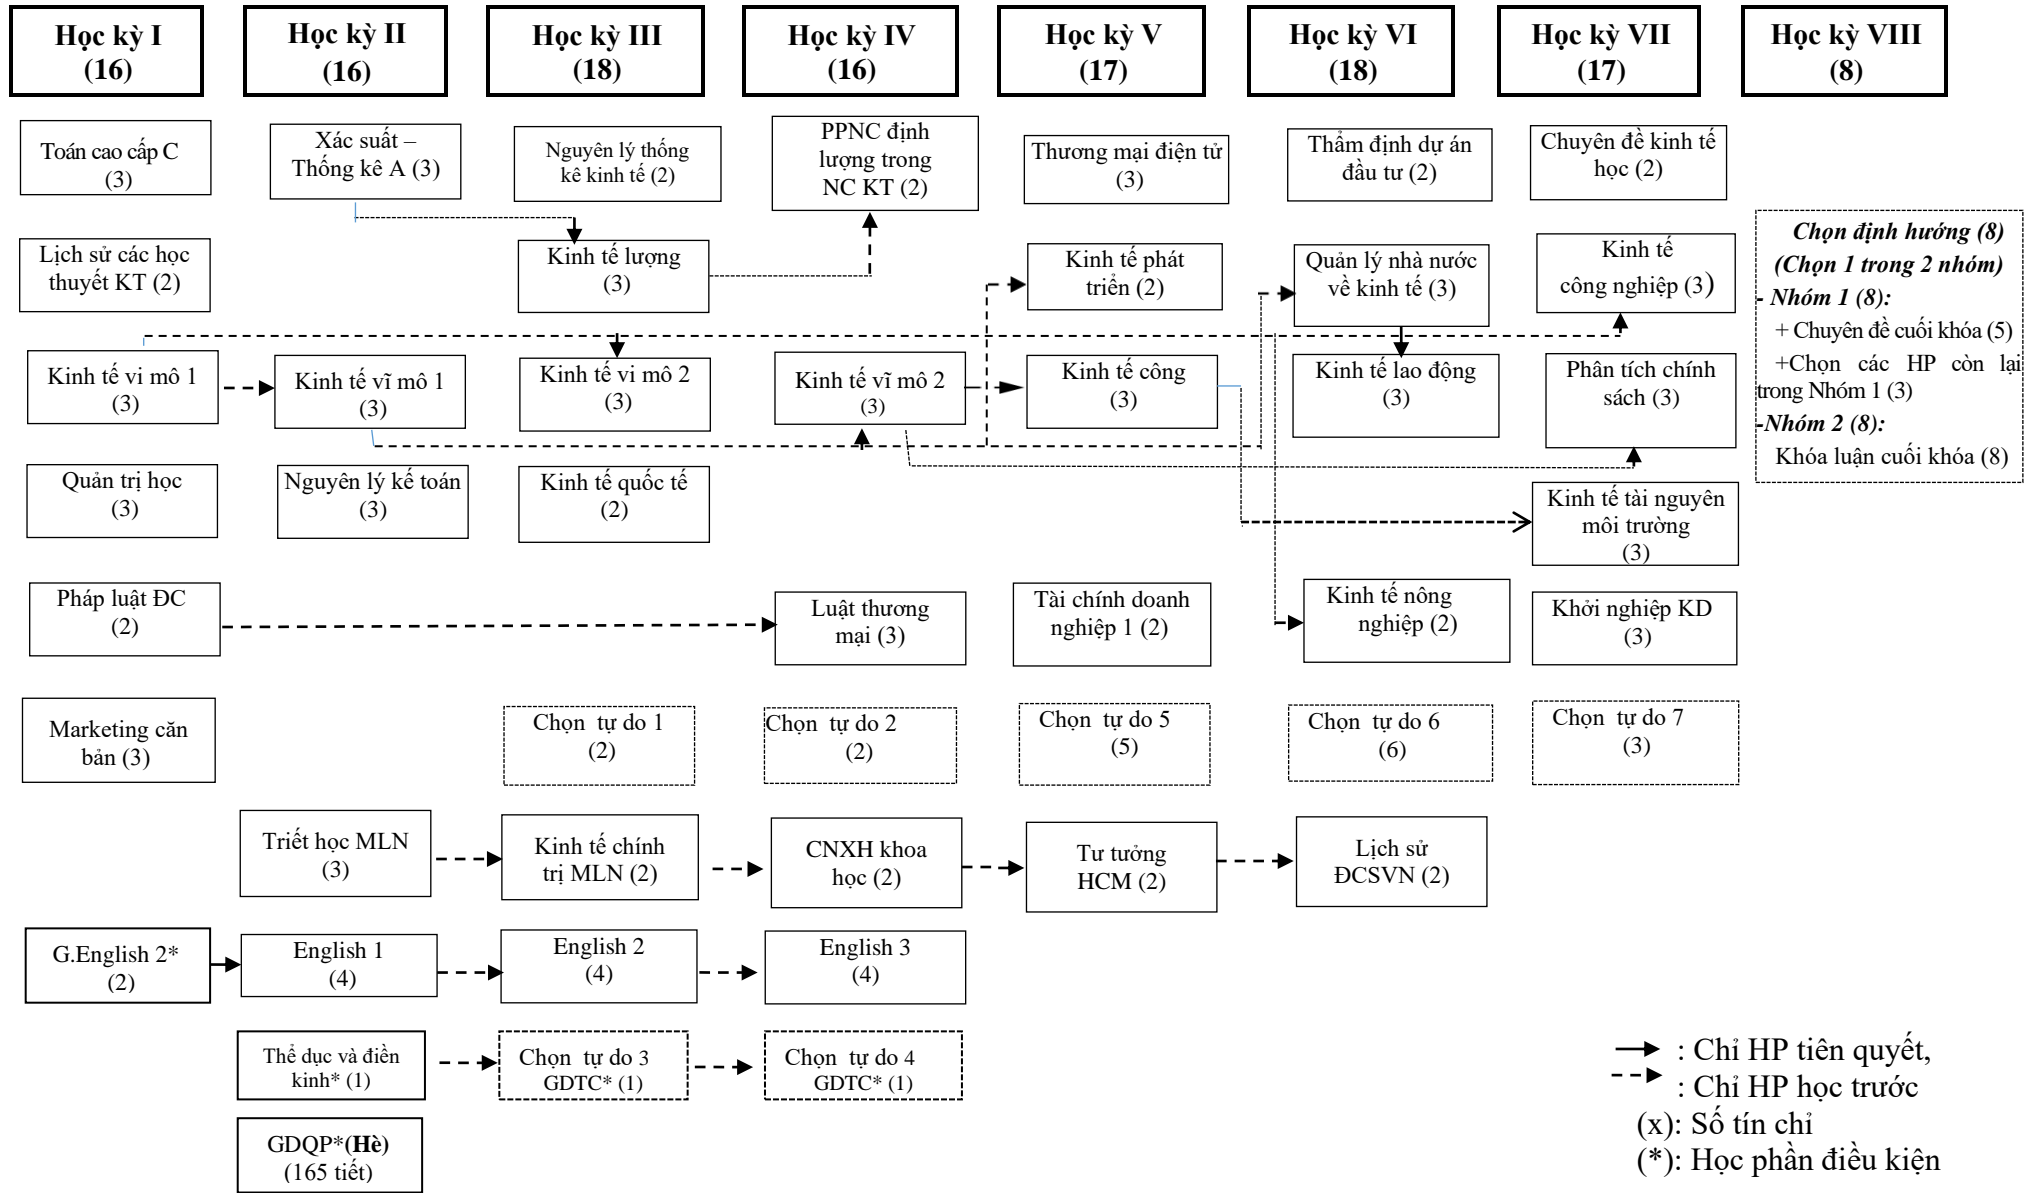 Học kỳ I
(16)
Học kỳ II
(16)
Học kỳ III
(18)
Học kỳ IV
(16)
Học kỳ V
(17)
Học kỳ VI
(18)
Học kỳ VII
(17)
Học kỳ VIII
(8)
Toán cao cấp C
(3)
Xác suất –
Thống kê A (3)
Nguyên lý thống
kê kinh tế (2)
PPNC định
lượng trong
NC KT (2)
Thương mại điện tử
(3)
Thẩm định dự án
đầu tư (2)
Chuyên đề kinh tế
học (2)
Lịch sử các học
thuyết KT (2)
Kinh tế lượng
(3)
Kinh tế phát
triển (2)
Quản lý nhà nước
về kinh tế (3)
Kinh tế
công nghiệp (3)
Chọn định hướng (8)
(Chọn 1 trong 2 nhóm)
- Nhóm 1 (8):
+ Chuyên đề cuối khóa (5)
+Chọn các HP còn lại
trong Nhóm 1 (3)
-Nhóm 2 (8):
Khóa luận cuối khóa (8)
Kinh tế vi mô 1
(3)
Kinh tế vĩ mô 1
(3)
Kinh tế vi mô 2
(3)
Kinh tế vĩ mô 2
(3)
Kinh tế công
(3)
Kinh tế lao động
(3)
Phân tích chính
sách (3)
Quản trị học
(3)
Nguyên lý kế toán
(3)
Kinh tế quốc tế
(2)
Kinh tế tài nguyên
môi trường
(3)
Pháp luật ĐC
(2)
Luật thương
mại (3)
Tài chính doanh
nghiệp 1 (2)
Kinh tế nông
nghiệp (2)
Khởi nghiệp KD
(3)
Marketing căn
bản (3)
Chọn tự do 1
(2)
Chọn tự do 2
(2)
Chọn tự do 5
(5)
Chọn tự do 6
(6)
Chọn tự do 7
(3)
Triết học MLN
(3)
Kinh tế chính
trị MLN (2)
CNXH khoa
học (2)
Tư tưởng
HCM (2)
Lịch sử
ĐCSVN (2)
G.English 2*
(2)
English 1
(4)
English 2
(4)
English 3
(4)
Thể dục và điền
kinh* (1)
Chọn tự do 3
GDTC* (1)
Chọn tự do 4
GDTC* (1)
GDQP*(Hè)
(165 tiết)
: Chỉ HP tiên quyết,
: Chỉ HP học trước
(x): Số tín chỉ
(*): Học phần điều kiện